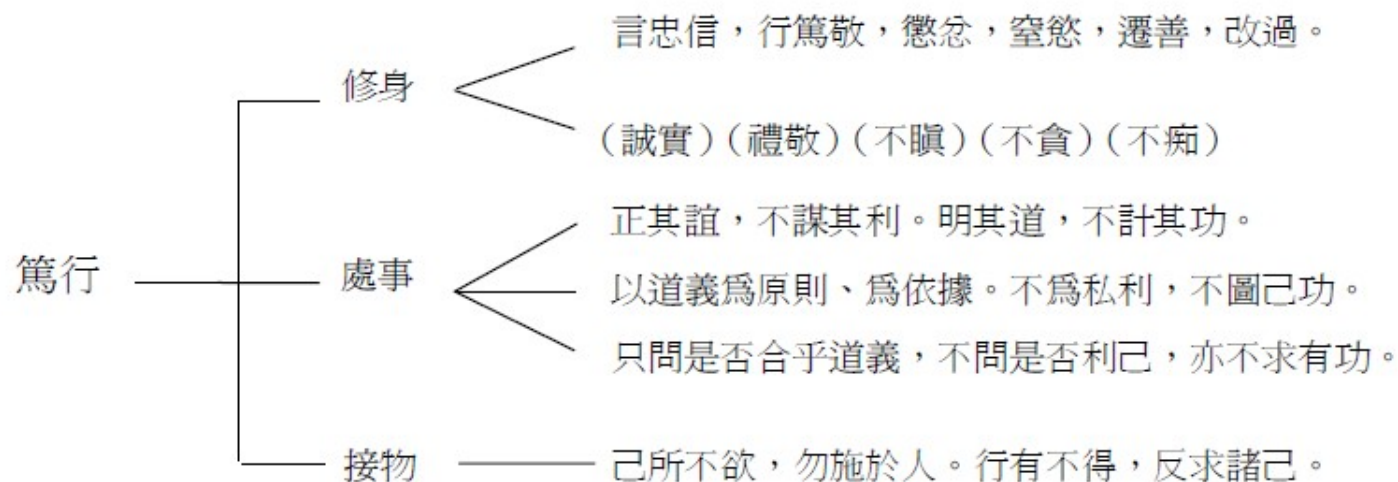 言忠信，行篤敬，懲忿，窒慾，遷善，改過。
修身
（誠實）（禮敬）（不瞋）（不貪）（不痴）
正其誼，不謀其利。明其道，不計其功。
篤行
處事
以道義爲原則、爲依據。不爲私利，不圖己功。
只問是否合乎道義，不問是否利己，亦不求有功。
接物
己所不欲，勿施於人。行有不得，反求諸己。